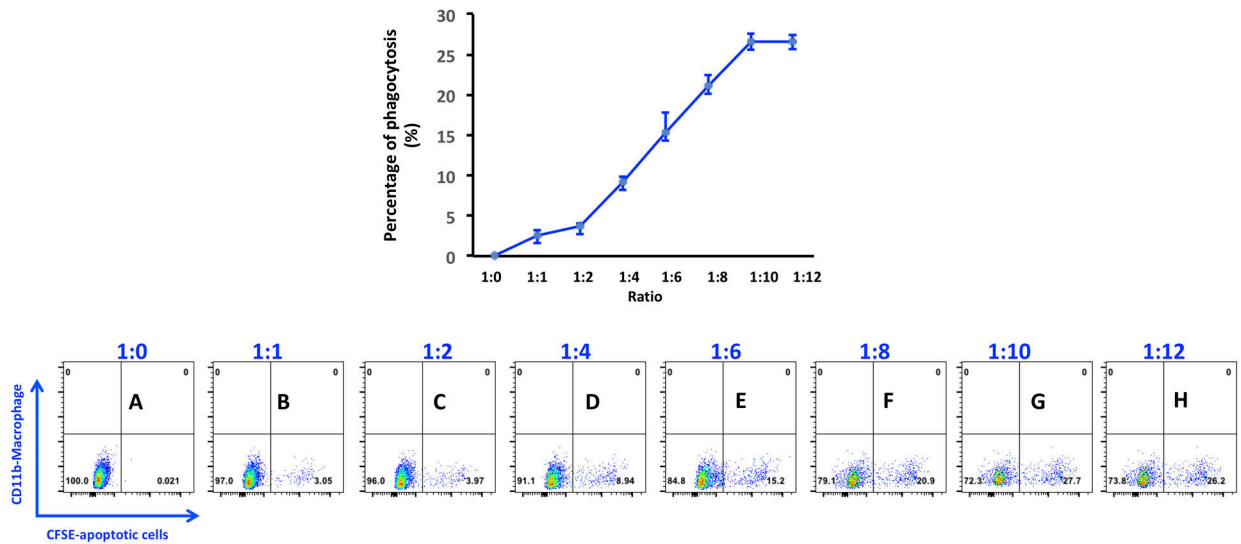 30
25
20
15
10
5
0
Percentage of phagocytosis
(%)
1:0 1:1 1:2 1:4 1:6 1:8 1:10 1:12
Ratio
1:0 1:1 1:2 1:4 1:6 1:8 1:10 1:12
0 0 0 0 0 0 0 0 0 0 0 0 0 0 0 0
A B C D E F G H
CD11b-Macrophage
100.0 0.021 97.0 3.05 96.0 3.97 91.1 8.94 84.8 15.2 79.1 20.9 72.3 27.7 73.8 26.2
CFSE-apoptotic cells